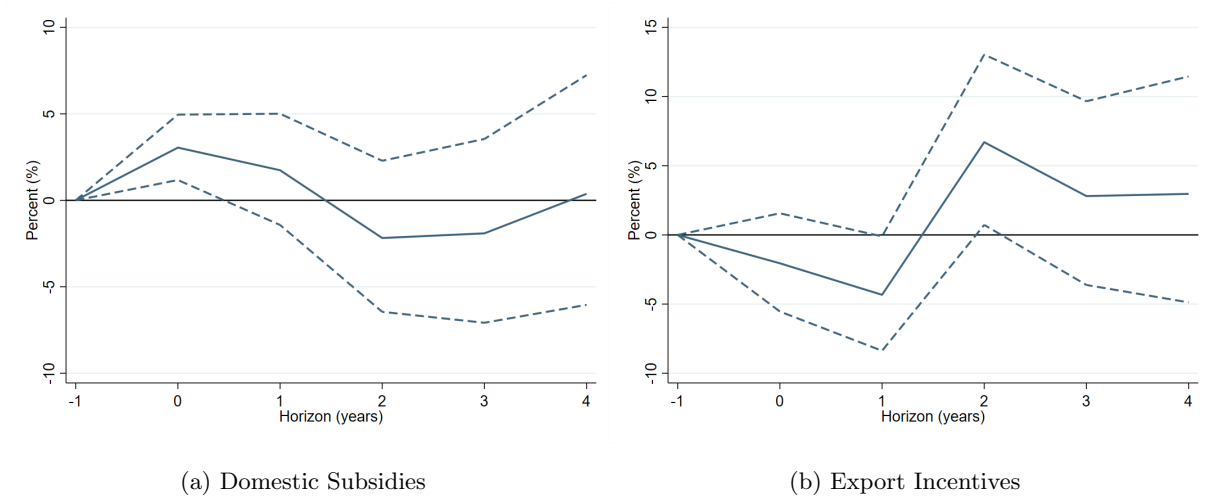 10
5
0
-5
-10
Percent (%)
-1 0 1 2 3 4
Horizon (years)
(a) Domestic Subsidies
15
10
5
0
-5
-10
Percent (%)
-1 0 1 2 3 4
Horizon (years)
(b) Export Incentives